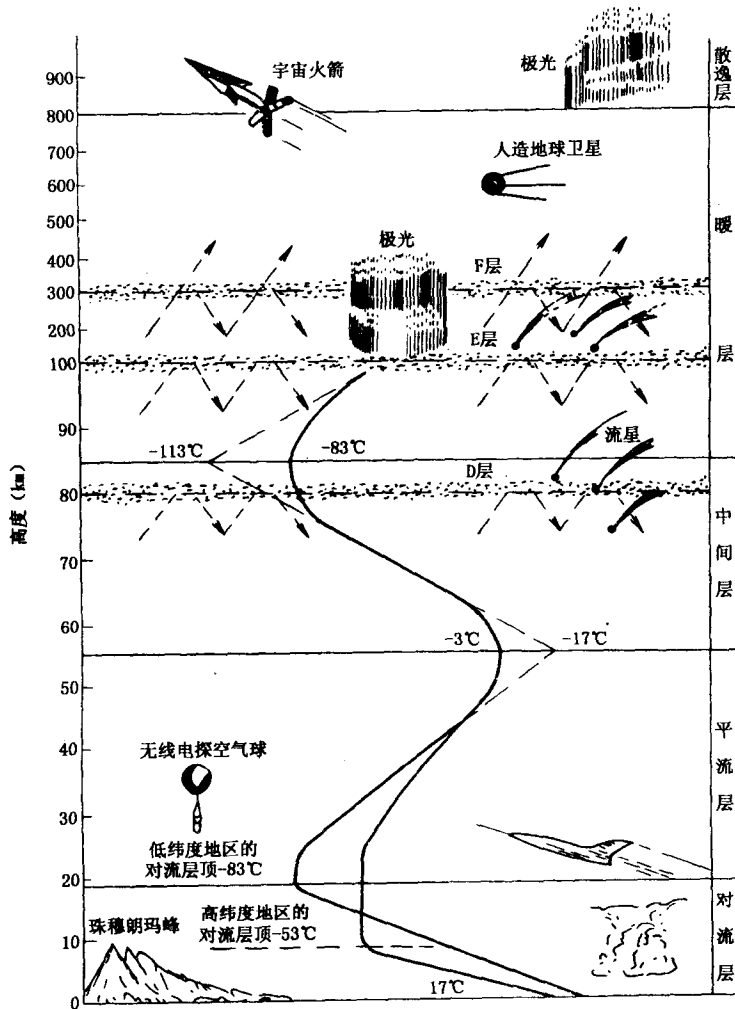 宇宙火箭
极光
散逸层
900
800
700
人造地球卫星
600
500
暖层
400
极光
F层
300
200
E层
100
90
-113℃
-83℃
流星
D层
高度（km）
80
中间层
70
60
-3℃
-17℃
50
平流层
40
无线电探空气球
30
低纬度地区的
对流层顶-83℃
20
对流层
珠穆朗玛峰
高纬度地区的
对流层顶-53℃
10
17℃
0